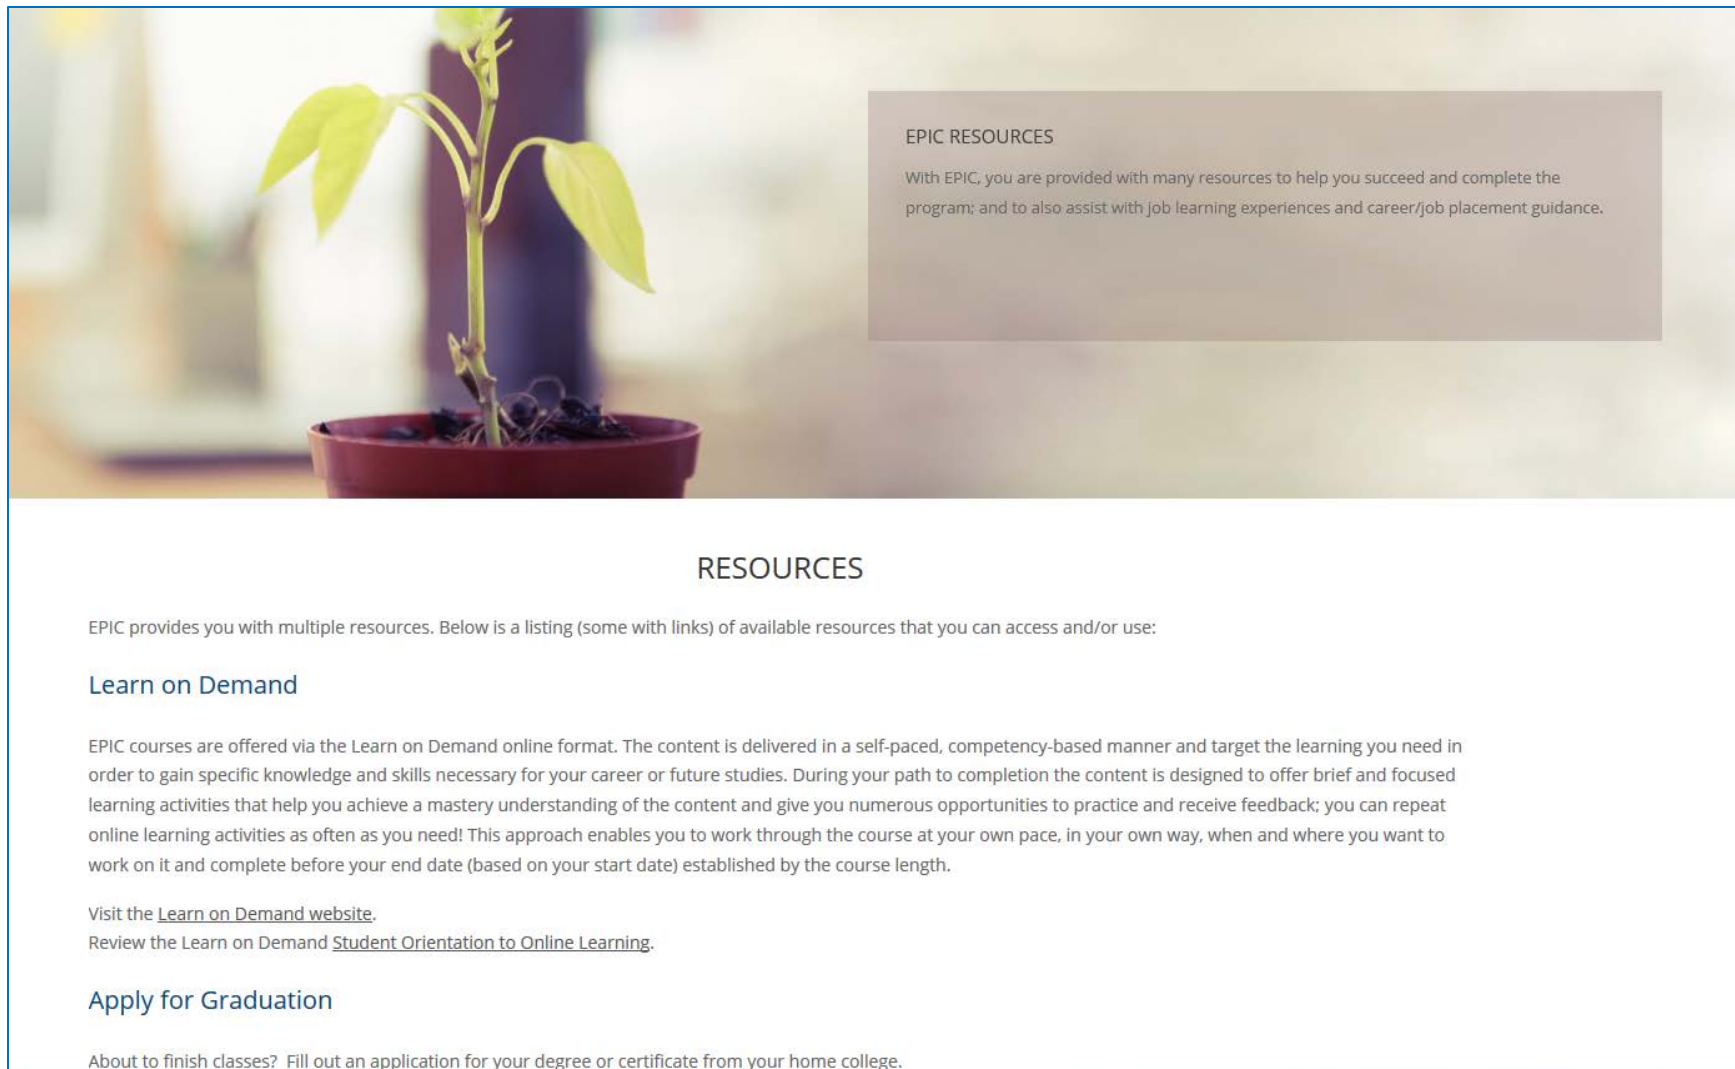 EPIC RESOURCES
With EPIC, you are provided with many resources to help you succeed and complete the
program; and to also assist with job learning experiences and career/job placement guidance.
RESOURCES
EPIC provides you with multiple resources. Below is a listing (some with links) of available resources that you can access and/or use:
Learn on Demand
EPIC courses are offered via the Learn on Demand online format. The content is delivered in a self-paced, competency-based manner and target the learning you need in
order to gain specific knowledge and skills necessary for your career or future studies. During your path to completion the content is designed to offer brief and focused
learning activities that help you achieve a mastery understanding of the content and give you numerous opportunities to practice and receive feedback; you can repeat
online learning activities as often as you need! This approach enables you to work through the course at your own pace, in your own way, when and where you want to
work on it and complete before your end date (based on your start date) established by the course length.
Visit the Learn on Demand website.
Review the Learn on Demand Student Orientation to Online Learning.
Apply for Graduation
About to finish classes?  Fill out an application for your degree or certificate from your home college.